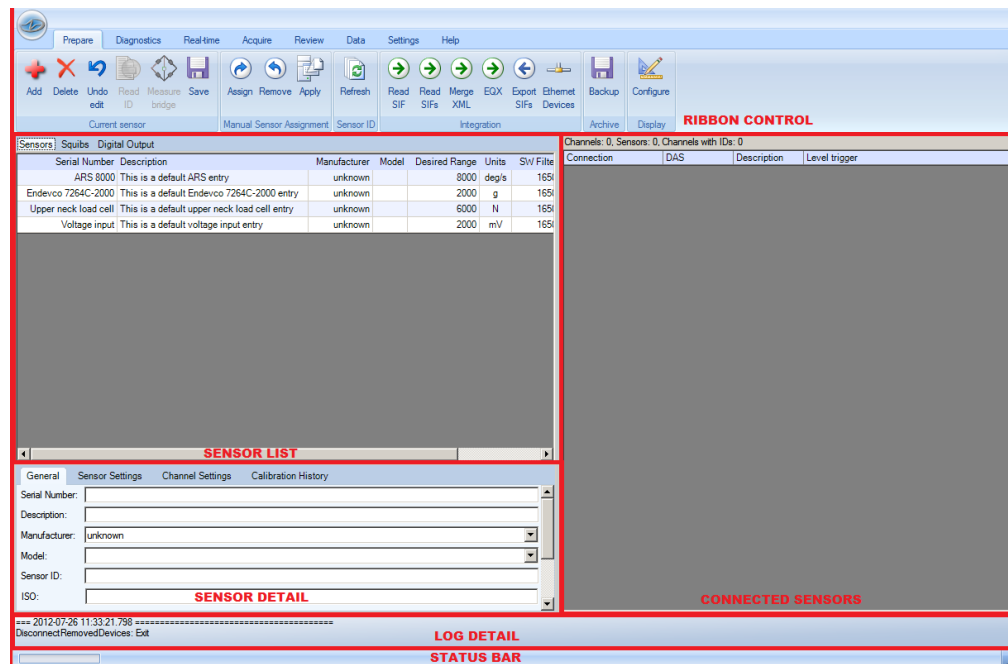 Prepare Diagnostics Real-time Acquire Review Data Settings Help
Add Delete Undo edit Read ID Measure bridge Save Assign Remove Apply Refresh Read SIF Read SIFs Merge XML EQX Export SIFs Ethernet Devices Backup Configure
Current sensor Manual Sensor Assignment Sensor ID Integration Archive Display
RIBBON CONTROL
Sensors Squibs Digital Output
Serial Number Description Manufacturer Model Desired Range Units SW Filte
ARS 8000 This is a default ARS entry unknown 8000 deg/s 1650
Endevco 7264C-2000 This is a default Endevco 7264C-2000 entry unknown 2000 g 1650
Upper neck load cell This is a default upper neck load cell entry unknown 6000 N 1650
Voltage input This is a default voltage input entry unknown 2000 mV 1650
SENSOR LIST
Channels: 0, Sensors: 0, Channels with IDs: 0
Connection DAS Description Level trigger
CONNECTED SENSORS
General Sensor Settings Channel Settings Calibration History
Serial Number:
Description:
Manufacturer: unknown
Model:
Sensor ID:
ISO:
SENSOR DETAIL
=== 2012-07-26 11:33:21.798 ========================================
DisconnectRemovedDevices: Exit
LOG DETAIL
STATUS BAR